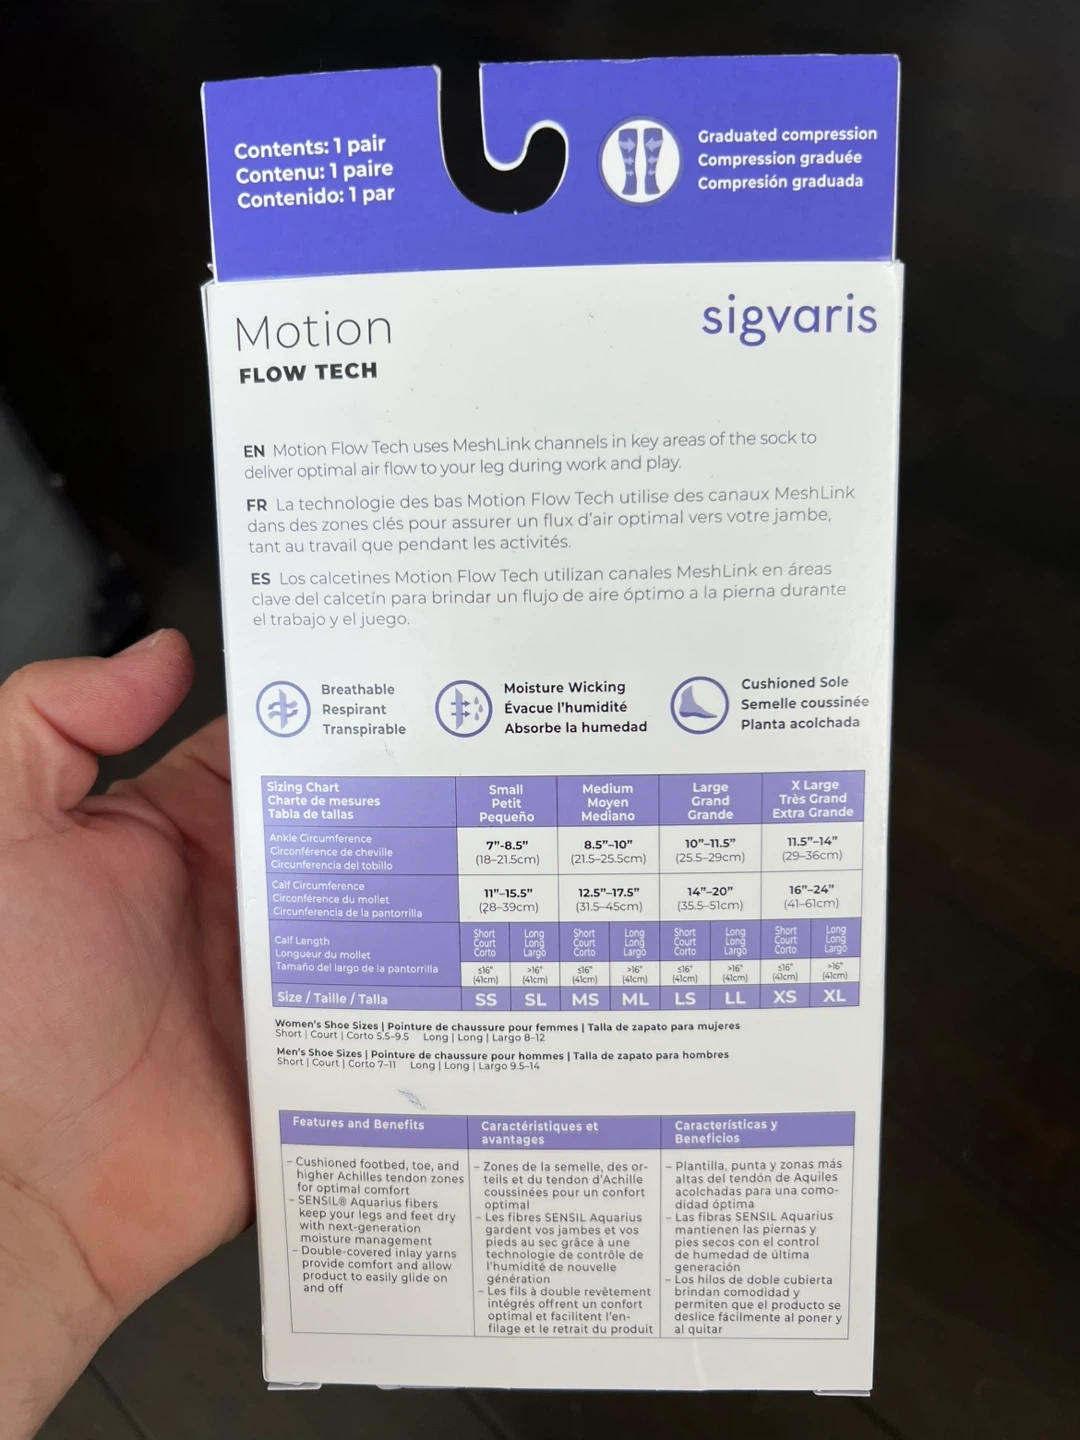 Contents: 1 pair
Contenu: 1 paire
Contenido: 1 par
Graduated compression
Compression graduée
Compresión graduada
Motion
FLOW TECH
sigvaris
EN Motion Flow Tech uses MeshLink channels in key areas of the sock to
deliver optimal air flow to your leg during work and play.
FR La technologie des bas Motion Flow Tech utilise des canaux MeshLink
dans des zones clés pour assurer un flux d'air optimal vers votre jambe,
tant au travail que pendant les activités.
ES Los calcetines Motion Flow Tech utilizan canales MeshLink en áreas
clave del calcetín para brindar un flujo de aire óptimo a la pierna durante
el trabajo y el juego.
Breathable
Respirant
Transpirable
Moisture Wicking
Évacue l'humidité
Absorbe la humedad
Cushioned Sole
Semelle coussinée
Planta acolchada
Sizing Chart
Charte de mesures
Tabla de tallas
Small
Petit
Pequeño
Medium
Moyen
Mediano
Large
Grand
Grande
X Large
Très Grand
Extra Grande
Ankle Circumference
Circonférence de cheville
Circunferencia del tobillo
7"-8.5"
(18–21.5cm)
8.5"–10"
(21.5–25.5cm)
10"–11.5"
(25.5–29cm)
11.5"–14"
(29–36cm)
Calf Circumference
Circonférence du mollet
Circunferencia de la pantorrilla
11"–15.5"
(28–39cm)
12.5"–17.5"
(31.5–45cm)
14"–20"
(35.5–51cm)
16"–24"
(41–61cm)
Calf Length
Longueur du mollet
Tamaño del largo de la pantorrilla
Short
Court
Corto
Long
Long
Largo
Short
Court
Corto
Long
Long
Largo
Short
Court
Corto
Long
Long
Largo
Short
Court
Corto
Long
Long
Largo
≤16"
(41cm)
>16"
(41cm)
≤16"
(41cm)
>16"
(41cm)
≤16"
(41cm)
>16"
(41cm)
≤16"
(41cm)
>16"
(41cm)
Size / Taille / Talla SS SL MS ML LS LL XS XL
Women's Shoe Sizes | Pointure de chaussure pour femmes | Talla de zapato para mujeres
Short | Court | Corto 5.5–9.5 Long | Long | Largo 8–12
Men's Shoe Sizes | Pointure de chaussure pour hommes | Talla de zapato para hombres
Short | Court | Corto 7–11 Long | Long | Largo 9.5–14
Features and Benefits
– Cushioned footbed, toe, and
higher Achilles tendon zones
for optimal comfort
– SENSIL® Aquarius fibers
keep your legs and feet dry
with next-generation
moisture management
– Double-covered inlay yarns
provide comfort and allow
product to easily glide on
and off
Caractéristiques et
avantages
– Zones de la semelle, des or-
teils et du tendon d'Achille
coussinées pour un confort
optimal
– Les fibres SENSIL Aquarius
gardent vos jambes et vos
pieds au sec grâce à une
technologie de contrôle de
l'humidité de nouvelle
génération
– Les fils à double revêtement
intégrés offrent un confort
optimal et facilitent l'en-
filage et le retrait du produit
Características y
Beneficios
– Plantilla, punta y zonas más
altas del tendón de Aquiles
acolchadas para una como-
didad óptima
– Las fibras SENSIL Aquarius
mantienen las piernas y
pies secos con el control
de humedad de última
generación
– Los hilos de doble cubierta
brindan comodidad y
permiten que el producto se
deslice fácilmente al poner y
al quitar